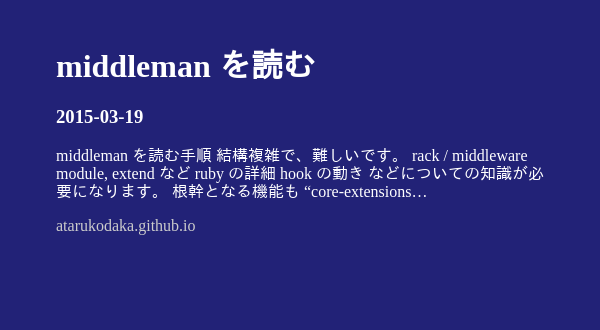 middleman を読む
2015-03-19
middleman を読む手順 結構複雑で、難しいです。 rack / middleware
module, extend など ruby の詳細 hook の動き などについての知識が必
要になります。 根幹となる機能も “core-extensions…
atarukodaka.github.io